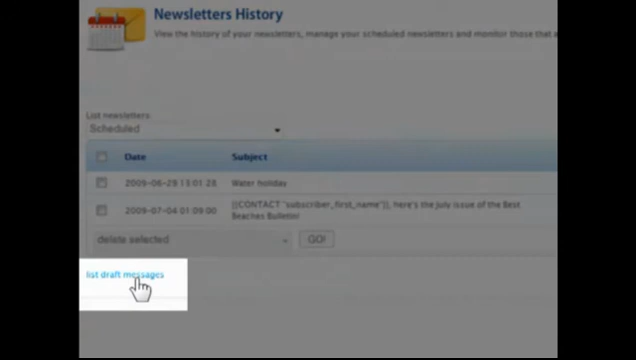 Newsletters History
View the history of your newsletters, manage your scheduled newsletters and monitor those that a
List newsletters
Scheduled
Date Subject
2009-06-29 13:01:28 Water holiday
2009-07-04 01:09:00 {{CONTACT `subscriber_first_name`}}, here's the July issue of the Best
Beaches Bulletin!
delete selected GO!
list draft messages